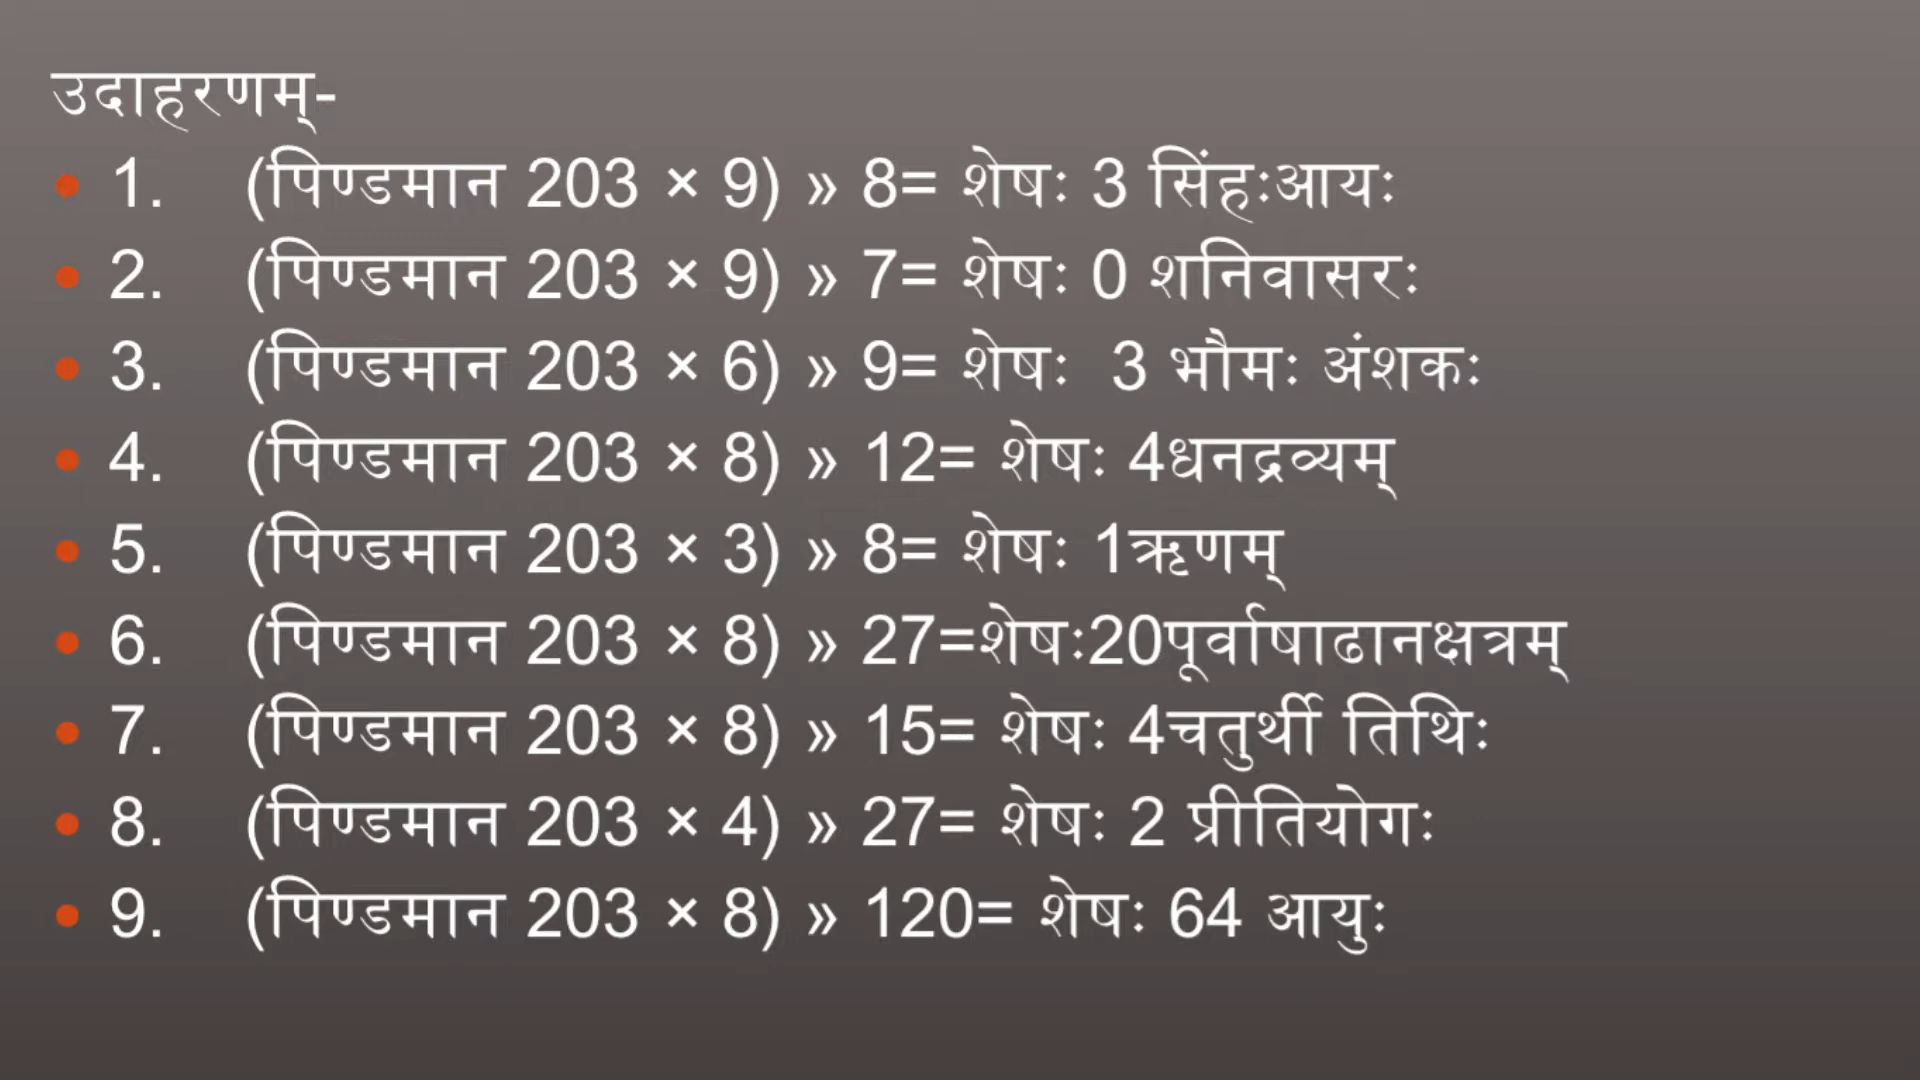 उदाहरणम्-
• 1. (पिण्डमान 203 × 9) » 8= शेषः 3 सिंहःआयः
• 2. (पिण्डमान 203 × 9) » 7= शेषः 0 शनिवासरः
• 3. (पिण्डमान 203 × 6) » 9= शेषः 3 भौमः अंशकः
• 4. (पिण्डमान 203 × 8) » 12= शेषः 4धनद्रव्यम्
• 5. (पिण्डमान 203 × 3) » 8= शेषः 1ऋणम्
• 6. (पिण्डमान 203 × 8) » 27=शेषः20पूर्वाषाढानक्षत्रम्
• 7. (पिण्डमान 203 × 8) » 15= शेषः 4चतुर्थी तिथिः
• 8. (पिण्डमान 203 × 4) » 27= शेषः 2 प्रीतियोगः
• 9. (पिण्डमान 203 × 8) » 120= शेषः 64 आयुः